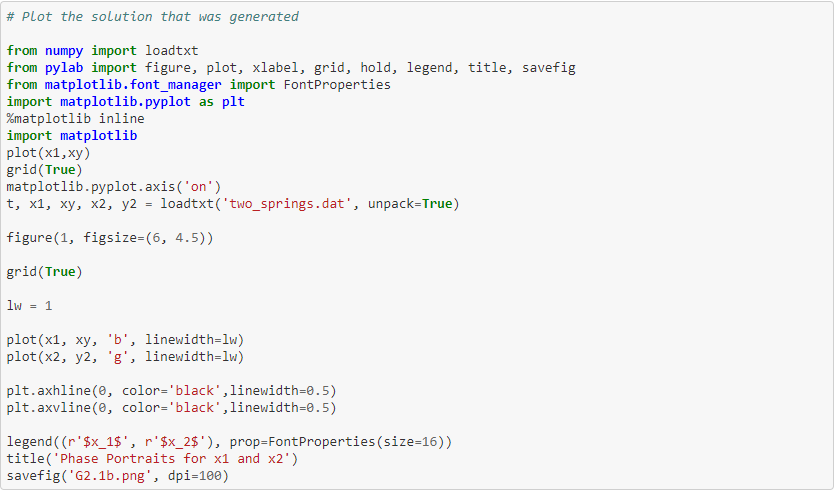 # Plot the solution that was generated
from numpy import loadtxt
from pylab import figure, plot, xlabel, grid, hold, legend, title, savefig
from matplotlib.font_manager import FontProperties
import matplotlib.pyplot as plt
%matplotlib inline
import matplotlib
plot(x1,xy)
grid(True)
matplotlib.pyplot.axis('on')
t, x1, xy, x2, y2 = loadtxt('two_springs.dat', unpack=True)
figure(1, figsize=(6, 4.5))
grid(True)
lw = 1
plot(x1, xy, 'b', linewidth=lw)
plot(x2, y2, 'g', linewidth=lw)
plt.axhline(0, color='black',linewidth=0.5)
plt.axvline(0, color='black',linewidth=0.5)
legend((r'$x_1$', r'$x_2$'), prop=FontProperties(size=16))
title('Phase Portraits for x1 and x2')
savefig('G2.1b.png', dpi=100)